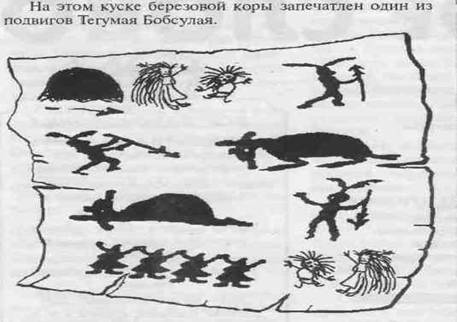 На этом куске березовой коры запечатлен один из
подвигов Тегумая Бобсулая.